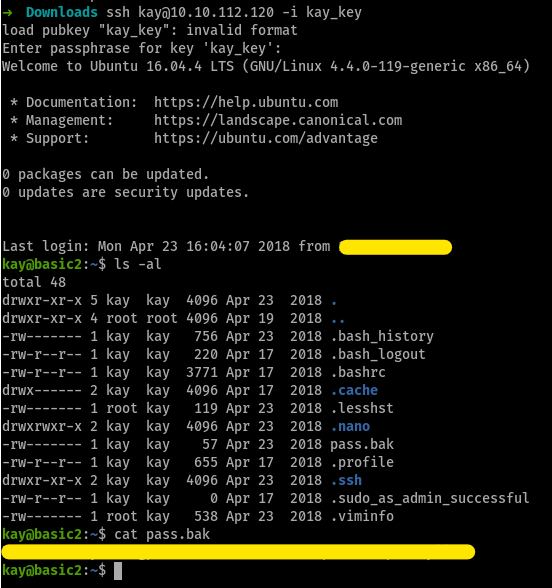 → Downloads ssh kay@10.10.112.120 -i kay_key
load pubkey "kay_key": invalid format
Enter passphrase for key 'kay_key':
Welcome to Ubuntu 16.04.4 LTS (GNU/Linux 4.4.0-119-generic x86_64)
* Documentation: https://help.ubuntu.com
* Management: https://landscape.canonical.com
* Support: https://ubuntu.com/advantage
0 packages can be updated.
0 updates are security updates.
Last login: Mon Apr 23 16:04:07 2018 from
kay@basic2:~$ ls -al
total 48
drwxr-xr-x 5 kay kay 4096 Apr 23 2018 .
drwxr-xr-x 4 root root 4096 Apr 19 2018 ..
-rw------- 1 kay kay 756 Apr 23 2018 .bash_history
-rw-r--r-- 1 kay kay 220 Apr 17 2018 .bash_logout
-rw-r--r-- 1 kay kay 3771 Apr 17 2018 .bashrc
drwx------ 2 kay kay 4096 Apr 17 2018 .cache
-rw------- 1 root kay 119 Apr 23 2018 .lesshst
drwxrwxr-x 2 kay kay 4096 Apr 23 2018 .nano
-rw------- 1 kay kay 57 Apr 23 2018 pass.bak
-rw-r--r-- 1 kay kay 655 Apr 17 2018 .profile
drwxr-xr-x 2 kay kay 4096 Apr 23 2018 .ssh
-rw-r--r-- 1 kay kay 0 Apr 17 2018 .sudo_as_admin_successful
-rw------- 1 root kay 538 Apr 23 2018 .viminfo
kay@basic2:~$ cat pass.bak
kay@basic2:~$